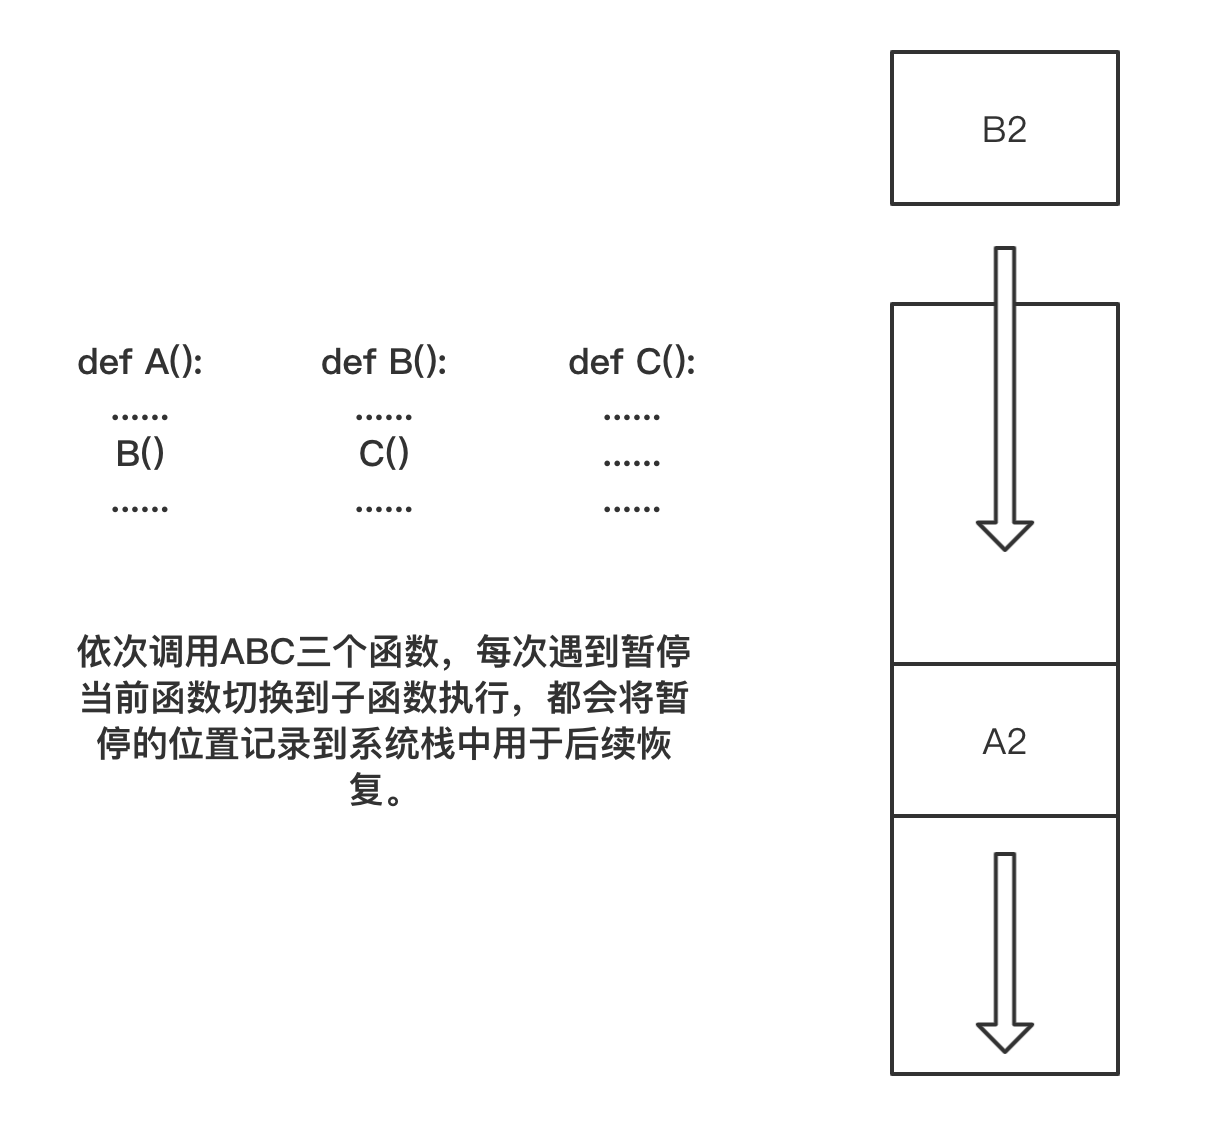 B2
def A():
def B():
def C():
......
......
......
B()
C()
......
......
......
......
依次调用ABC三个函数，每次遇到暂停
当前函数切换到子函数执行，都会将暂
停的位置记录到系统栈中用于后续恢
复。
A2